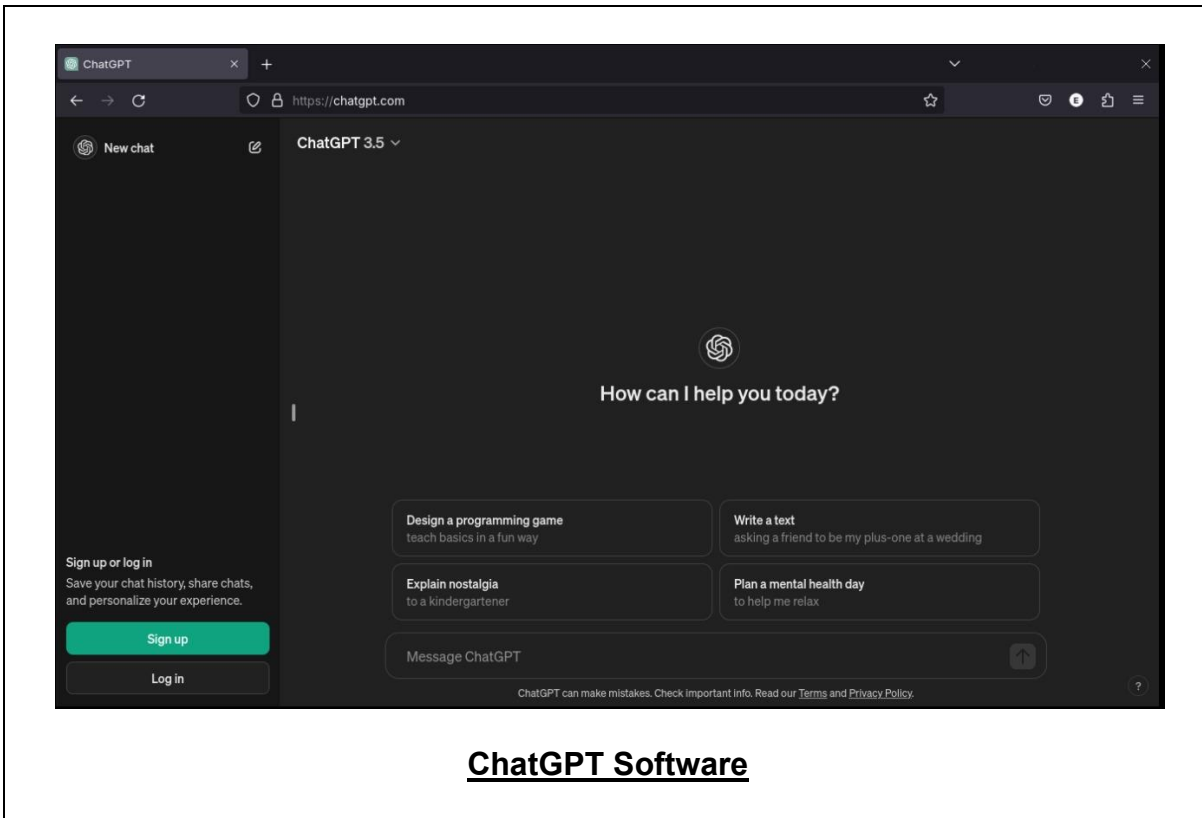 ChatGPT
https://chatgpt.com
E
New chat
ChatGPT 3.5
How can I help you today?
Design a programming game
teach basics in a fun way
Write a text
asking a friend to be my plus-one at a wedding
Explain nostalgia
to a kindergartener
Plan a mental health day
to help me relax
Sign up or log in
Save your chat history, share chats,
and personalize your experience.
Sign up
Log in
Message ChatGPT
ChatGPT can make mistakes. Check important info. Read our Terms and Privacy Policy.
?
ChatGPT Software